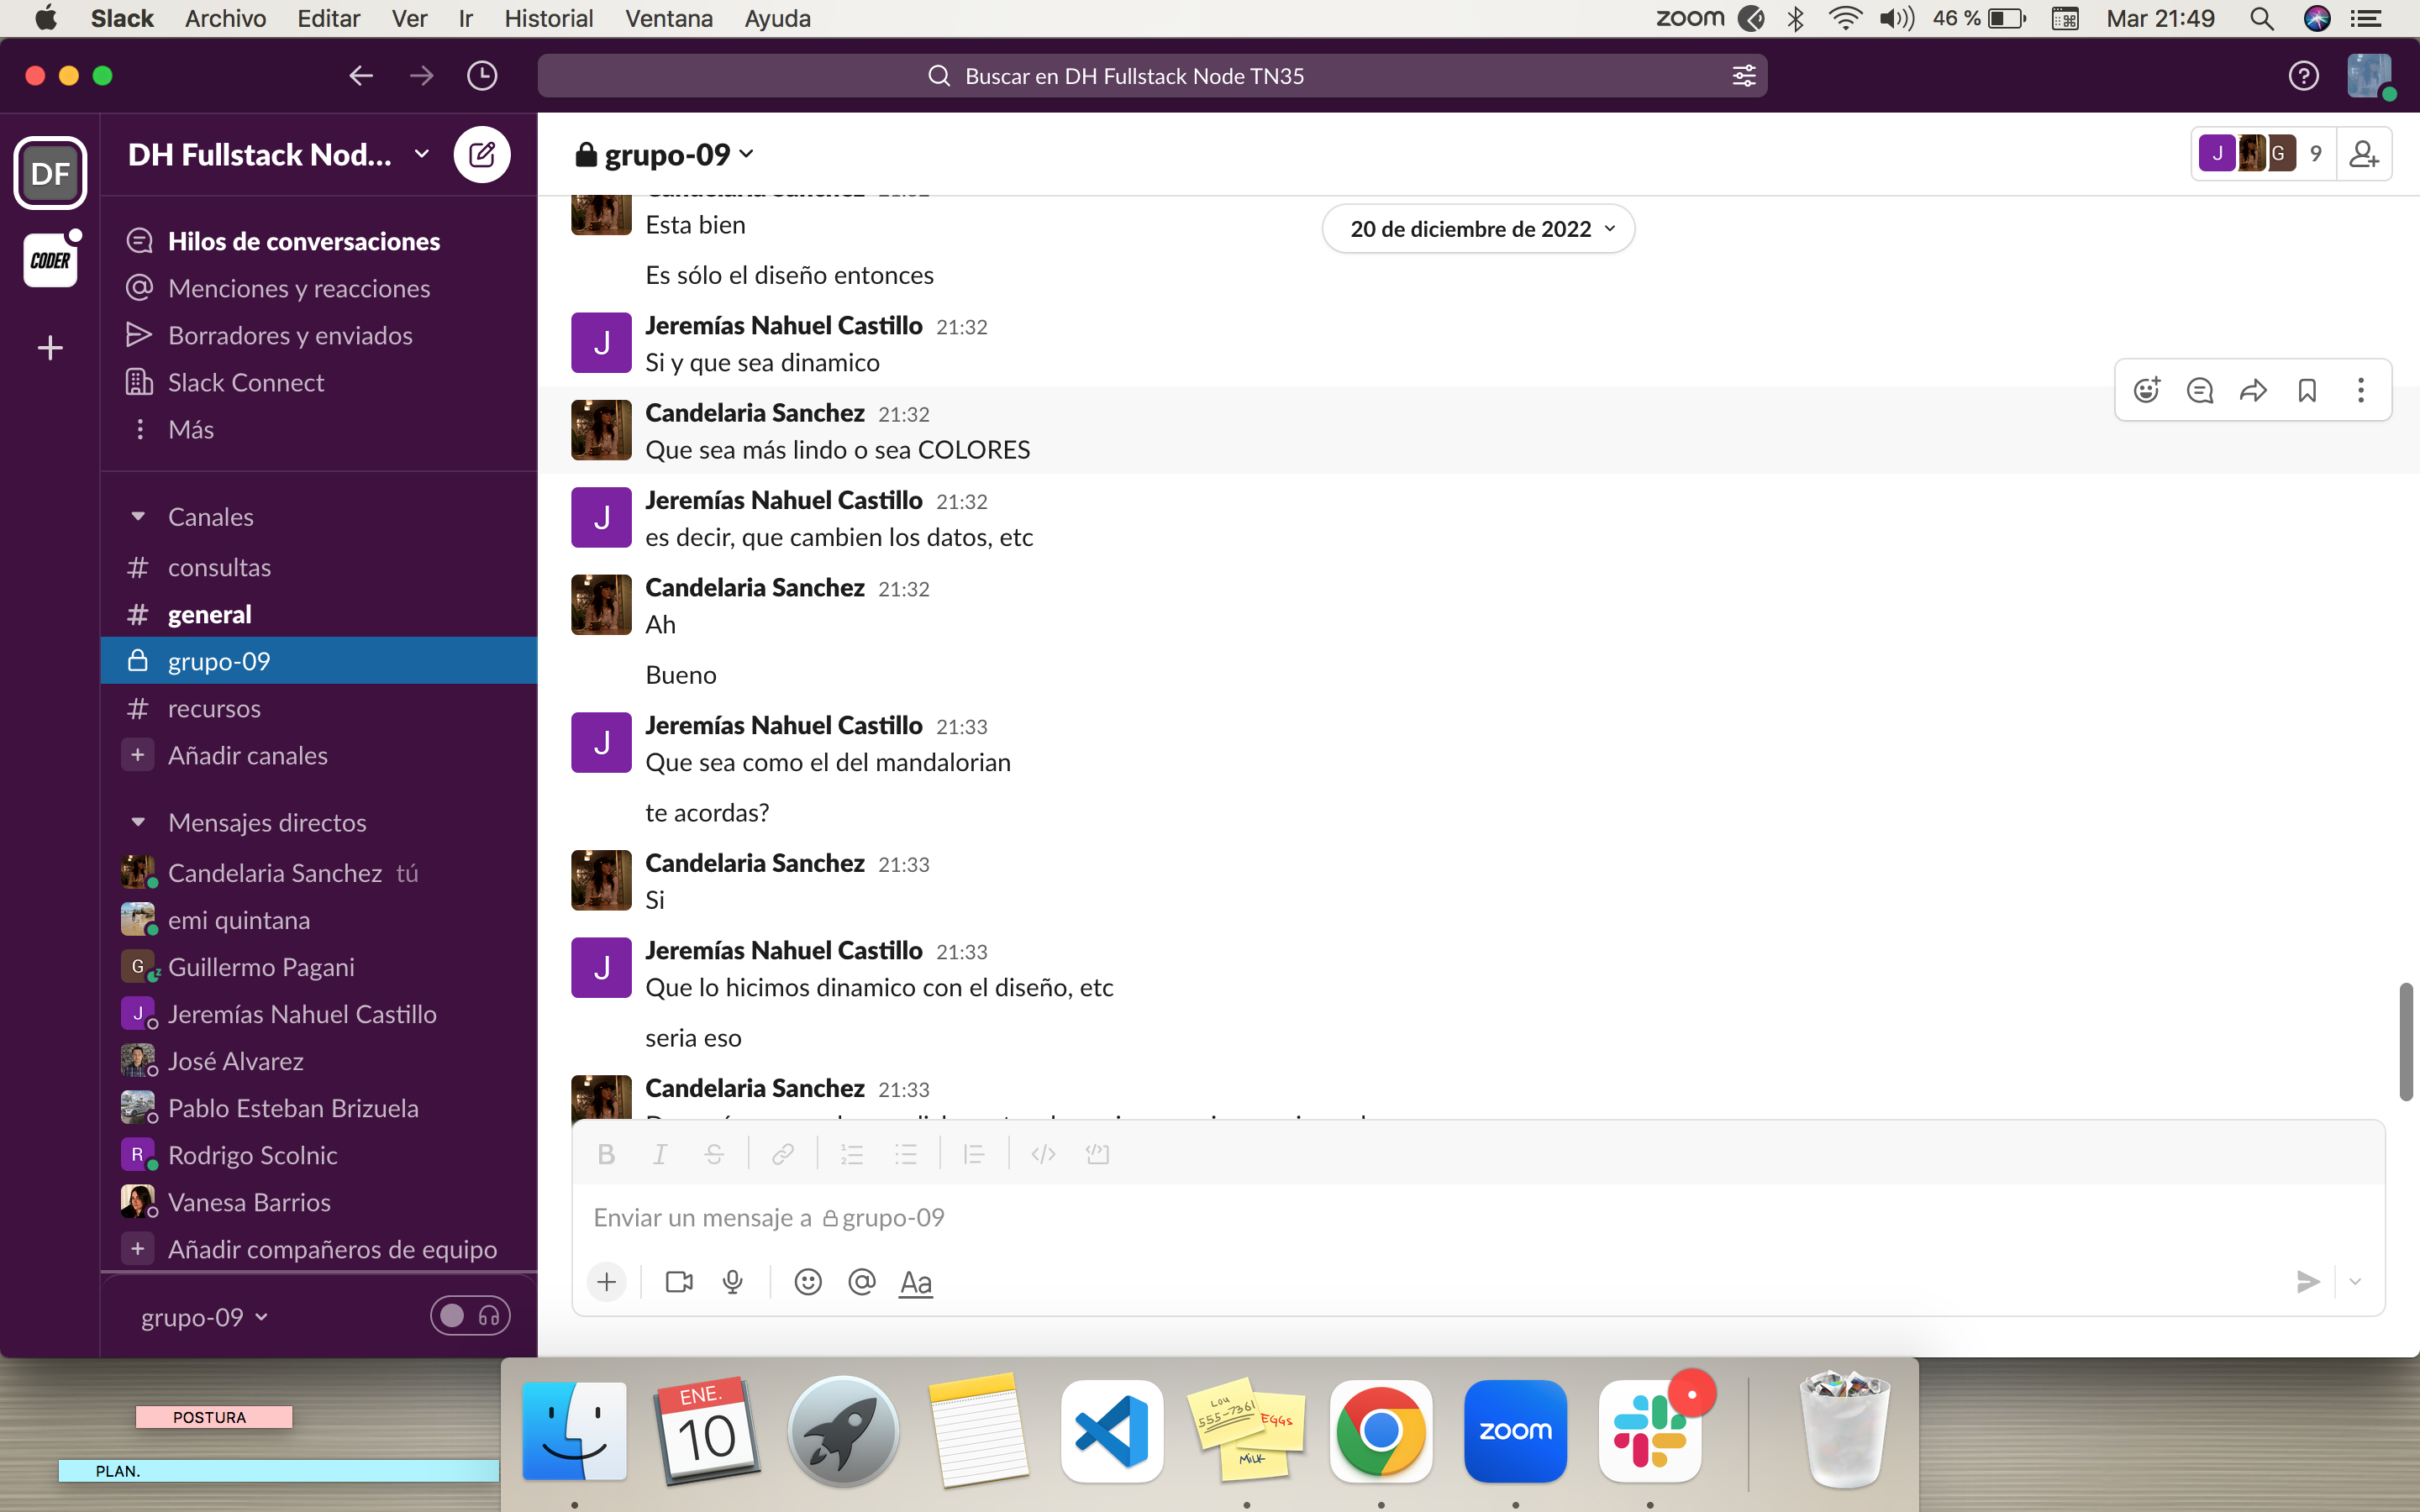 Slack Archivo Editar Ver Ir Historial Ventana Ayuda
zoom 46 % Mar 21:49
Buscar en DH Fullstack Node TN35
DF
CODER
DH Fullstack Nod...
Hilos de conversaciones
Menciones y reacciones
Borradores y enviados
Slack Connect
Más
Canales
# consultas
# general
grupo-09
# recursos
+ Añadir canales
Mensajes directos
Candelaria Sanchez tú
emi quintana
G Guillermo Pagani
J Jeremías Nahuel Castillo
José Alvarez
Pablo Esteban Brizuela
R Rodrigo Scolnic
Vanesa Barrios
+ Añadir compañeros de equipo
grupo-09
grupo-09
J G 9
20 de diciembre de 2022
Candelaria Sanchez
Esta bien
Es sólo el diseño entonces
J
Jeremías Nahuel Castillo 21:32
Si y que sea dinamico
Candelaria Sanchez 21:32
Que sea más lindo o sea COLORES
J
Jeremías Nahuel Castillo 21:32
es decir, que cambien los datos, etc
Candelaria Sanchez 21:32
Ah
Bueno
J
Jeremías Nahuel Castillo 21:33
Que sea como el del mandalorian
te acordas?
Candelaria Sanchez 21:33
Si
J
Jeremías Nahuel Castillo 21:33
Que lo hicimos dinamico con el diseño, etc
seria eso
Candelaria Sanchez 21:33
B I S
Enviar un mensaje a grupo-09
+ @ Aa
POSTURA
PLAN.
ENE.
10
Lou
555-7361
EGGS
MILK
zoom